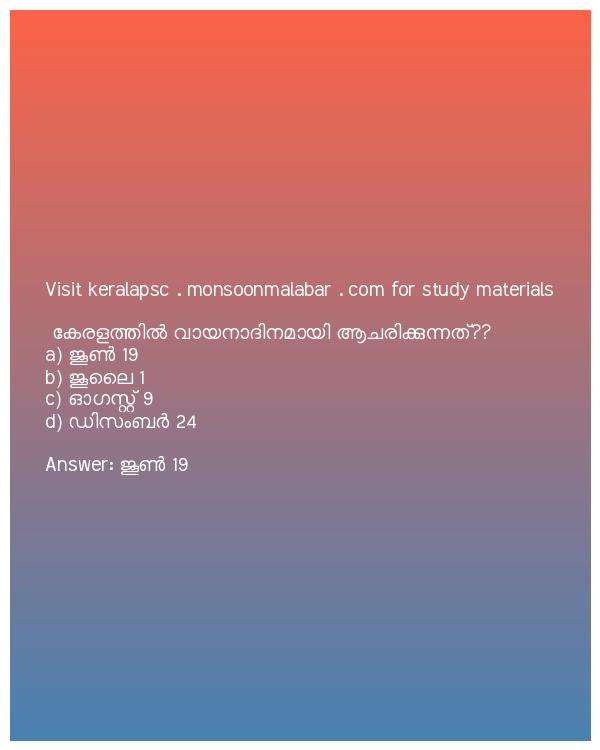 Visit keralapsc . monsoonmalabar . com for study materials
കേരളത്തിൽ വായനാദിനമായി ആചരിക്കുന്നത്??
a) ജൂൺ 19
b) ജൂലൈ 1
c) ഓഗസ്റ്റ് 9
d) ഡിസംബർ 24
Answer: ജൂൺ 19